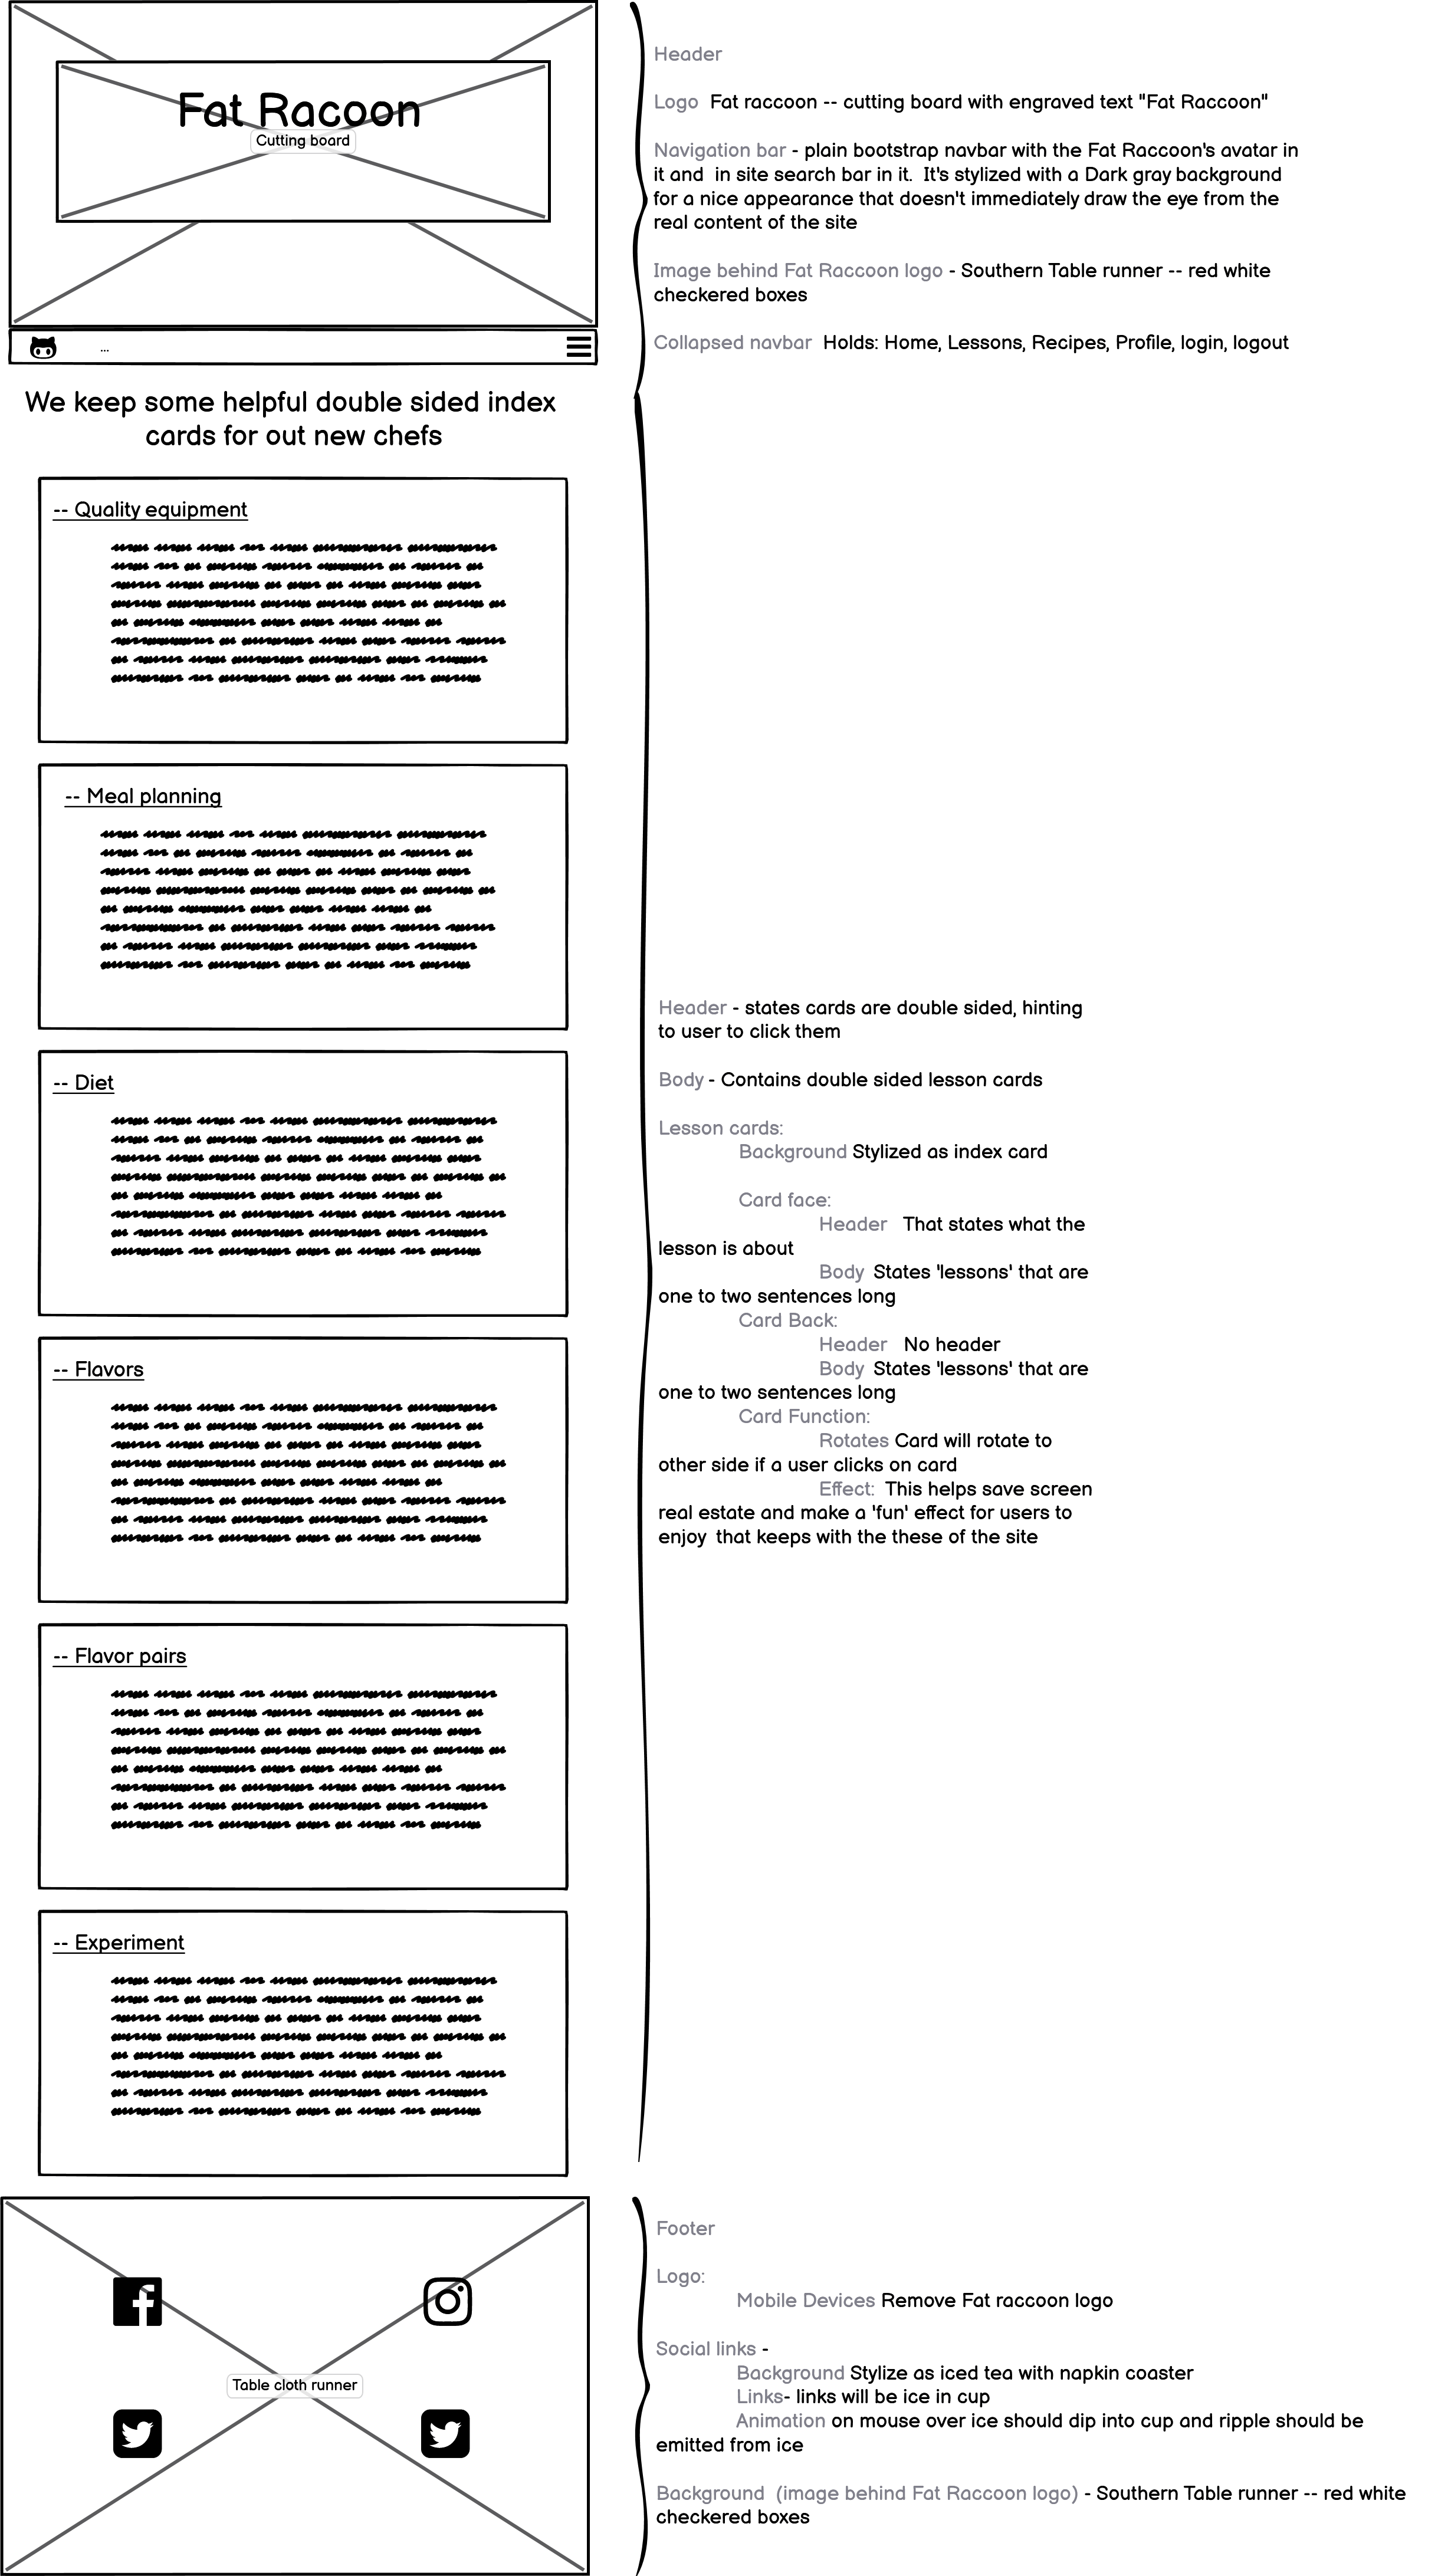 Fat Racoon
Cutting board
...
Header
Logo  Fat raccoon -- cutting board with engraved text "Fat Raccoon"
Navigation bar - plain bootstrap navbar with the Fat Raccoon's avatar in
it and  in site search bar in it.  It's stylized with a Dark gray background
for a nice appearance that doesn't immediately draw the eye from the
real content of the site
Image behind Fat Raccoon logo - Southern Table runner -- red white
checkered boxes
Collapsed navbar  Holds: Home, Lessons, Recipes, Profile, login, logout
We keep some helpful double sided index
cards for out new chefs
-- Quality equipment
-- Meal planning
-- Diet
-- Flavors
-- Flavor pairs
-- Experiment
Header - states cards are double sided, hinting
to user to click them
Body - Contains double sided lesson cards
Lesson cards:
Background Stylized as index card
Card face:
Header   That states what the
lesson is about
Body  States 'lessons' that are
one to two sentences long
Card Back:
Header   No header
Body  States 'lessons' that are
one to two sentences long
Card Function:
Rotates Card will rotate to
other side if a user clicks on card
Effect:  This helps save screen
real estate and make a 'fun' effect for users to
enjoy  that keeps with the these of the site
Table cloth runner
Footer
Logo:
Mobile Devices Remove Fat raccoon logo
Social links -
Background Stylize as iced tea with napkin coaster
Links- links will be ice in cup
Animation on mouse over ice should dip into cup and ripple should be
emitted from ice
Background  (image behind Fat Raccoon logo) - Southern Table runner -- red white
checkered boxes